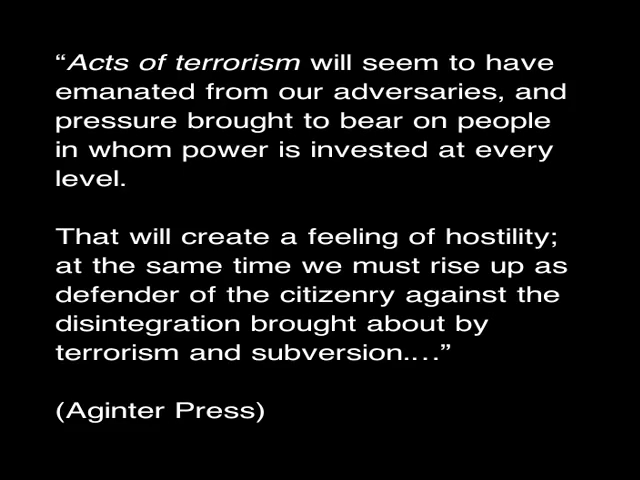 “Acts of terrorism will seem to have
emanated from our adversaries, and
pressure brought to bear on people
in whom power is invested at every
level.
That will create a feeling of hostility;
at the same time we must rise up as
defender of the citizenry against the
disintegration brought about by
terrorism and subversion.…”
(Aginter Press)